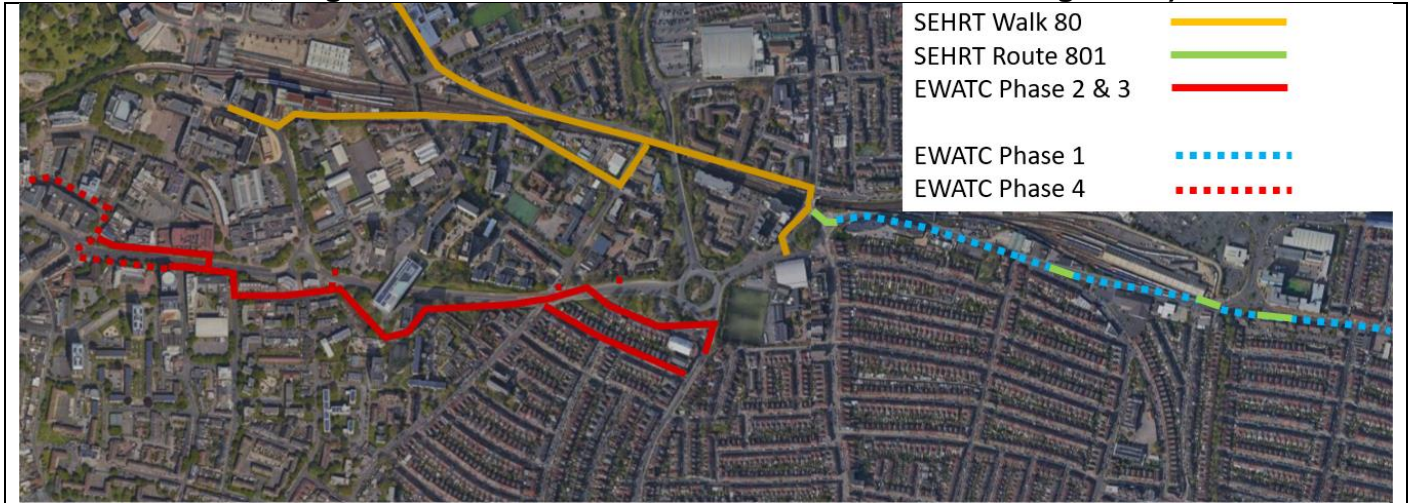 SEHRT Walk 80
SEHRT Route 801
EWATC Phase 2 & 3
EWATC Phase 1
EWATC Phase 4